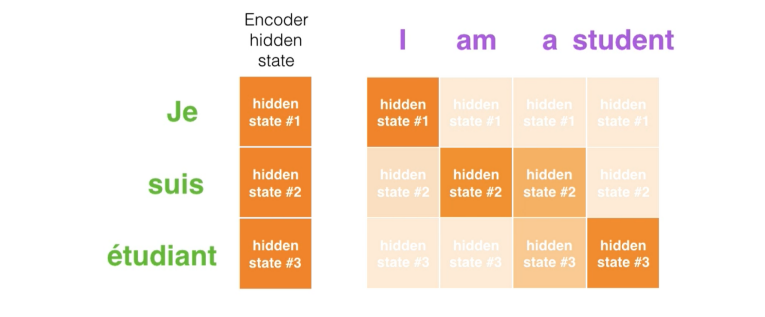 Encoder
hidden
state
I am a student
Je
hidden
state #1
hidden
state #1
hidden
state #1
hidden
state #1
hidden
state #1
suis
hidden
state #2
hidden
state #2
hidden
state #2
hidden
state #2
hidden
state #2
étudiant
hidden
state #3
hidden
state #3
hidden
state #3
hidden
state #3
hidden
state #3